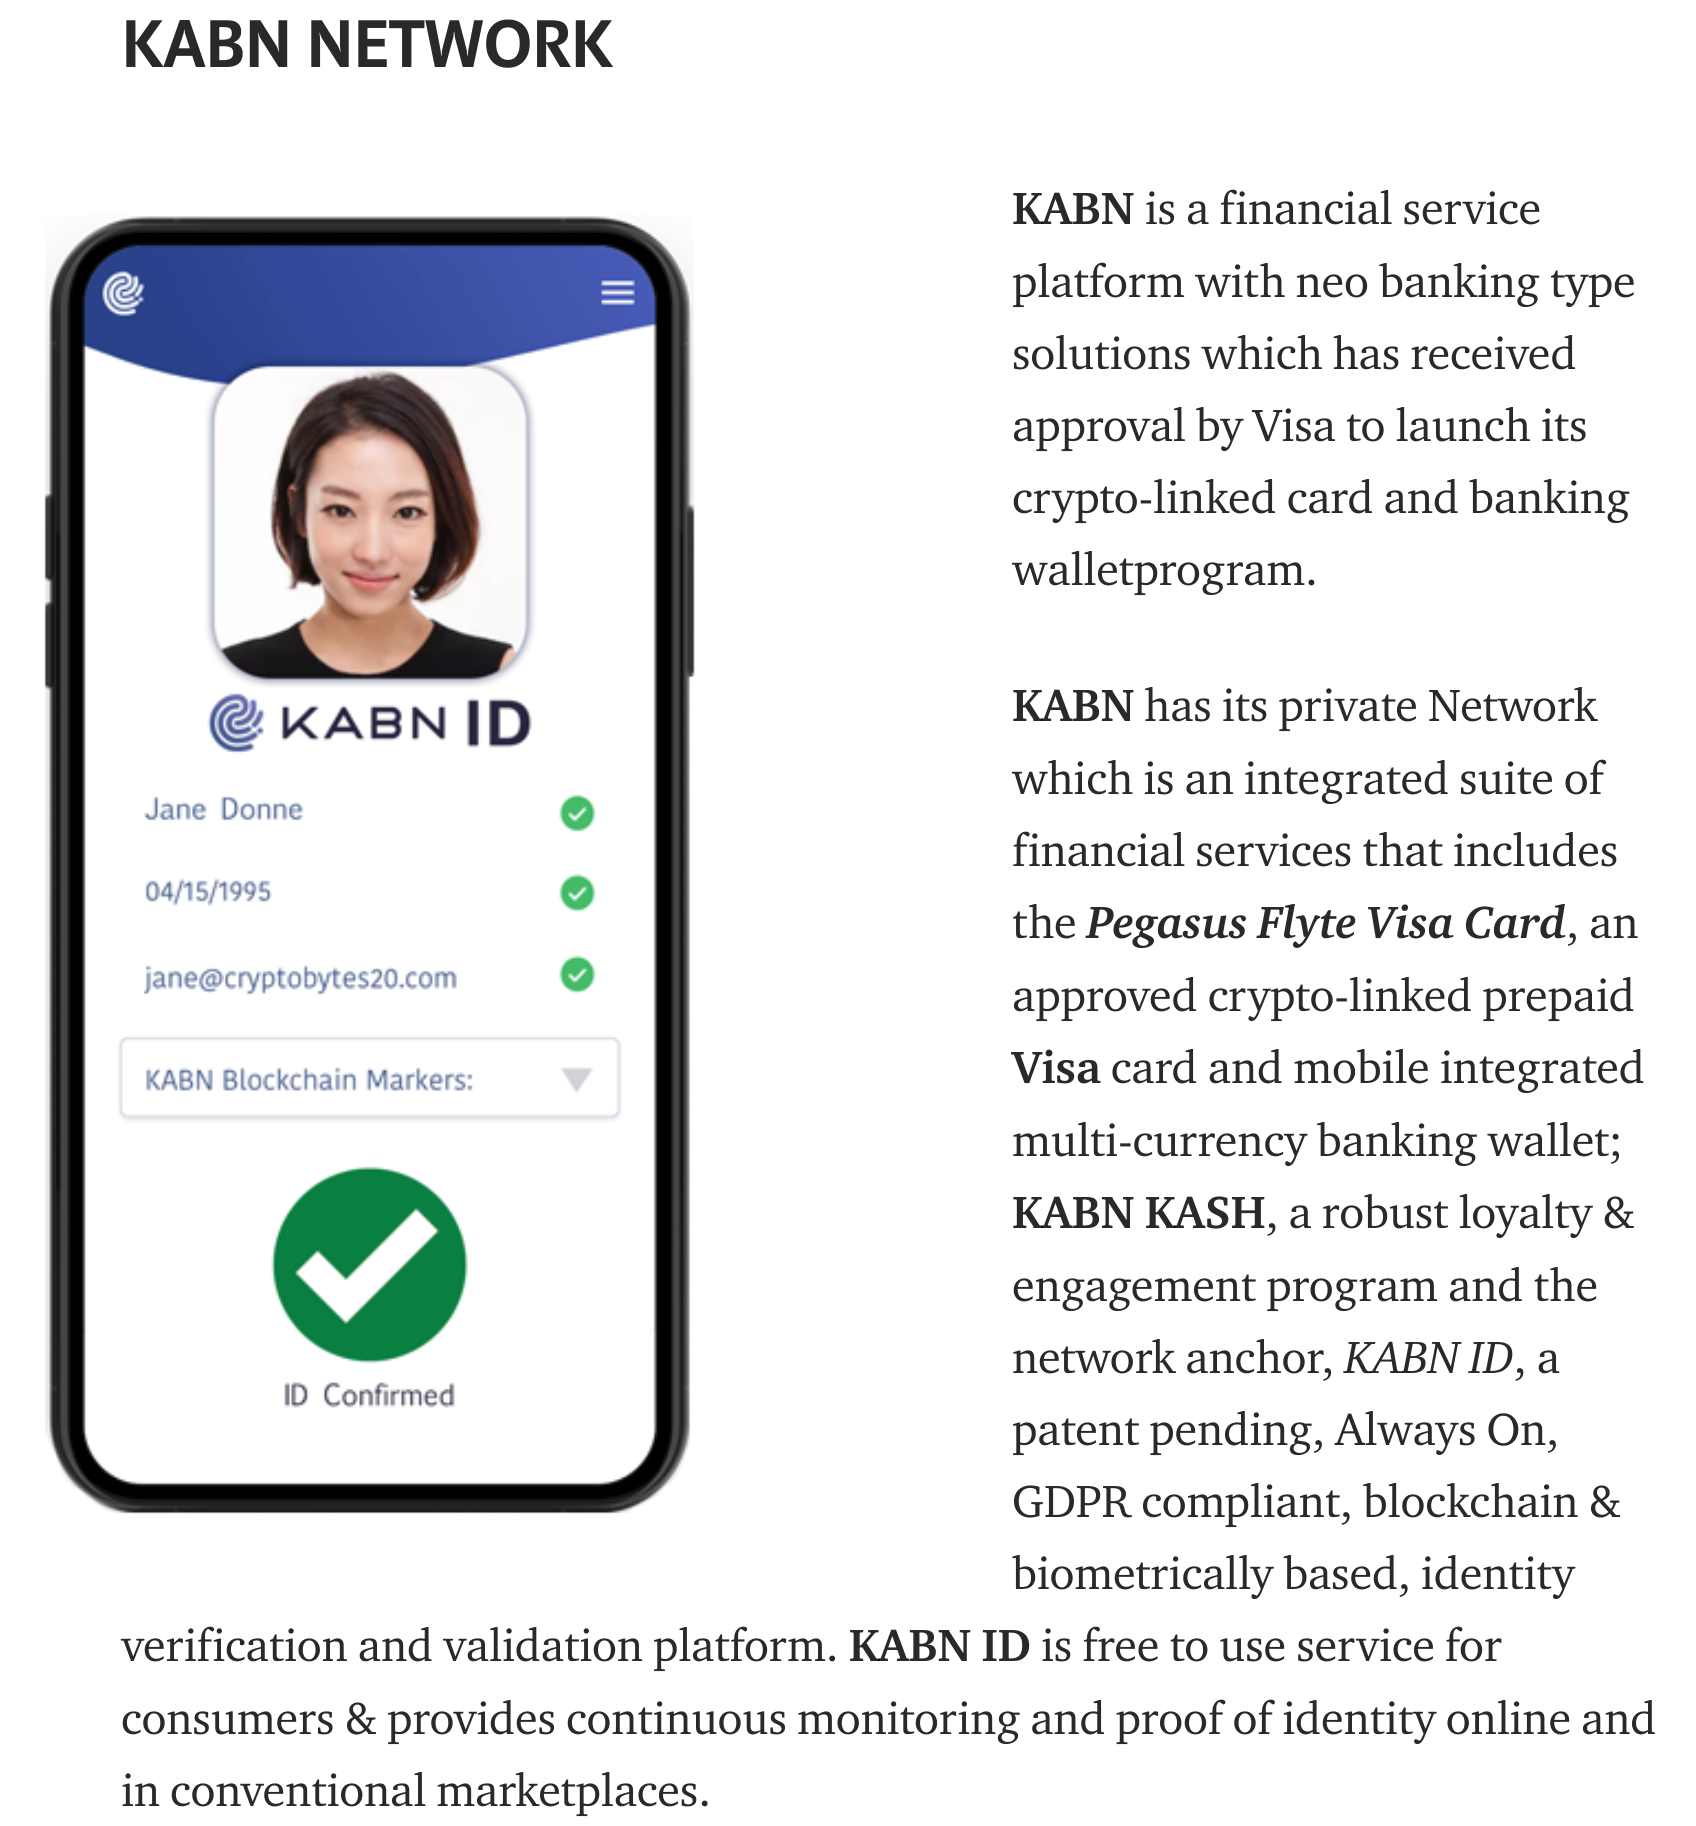 KABN NETWORK
KABN ID
Jane Donne
04/15/1995
jane@cryptobytes20.com
KABN Blockchain Markers:
ID Confirmed
KABN is a financial service
platform with neo banking type
solutions which has received
approval by Visa to launch its
crypto-linked card and banking
walletprogram.
KABN has its private Network
which is an integrated suite of
financial services that includes
the Pegasus Flyte Visa Card, an
approved crypto-linked prepaid
Visa card and mobile integrated
multi-currency banking wallet;
KABN KASH, a robust loyalty &
engagement program and the
network anchor, KABN ID, a
patent pending, Always On,
GDPR compliant, blockchain &
biometrically based, identity
verification and validation platform. KABN ID is free to use service for
consumers & provides continuous monitoring and proof of identity online and
in conventional marketplaces.